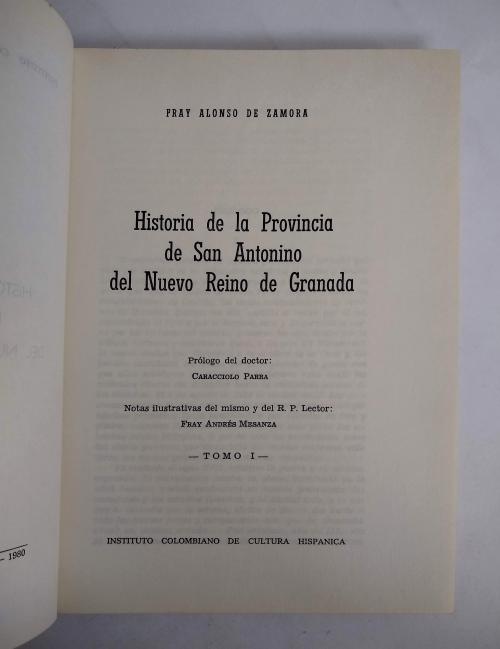 FRAY ALONSO DE ZAMORA
Historia de la Provincia
de San Antonino
del Nuevo Reino de Granada
Prólogo del doctor:
CARACCIOLO PARRA
Notas ilustrativas del mismo y del R. P. Lector:
FRAY ANDRÉS MESANZA
— TOMO I —
INSTITUTO COLOMBIANO DE CULTURA HISPANICA
— 1980